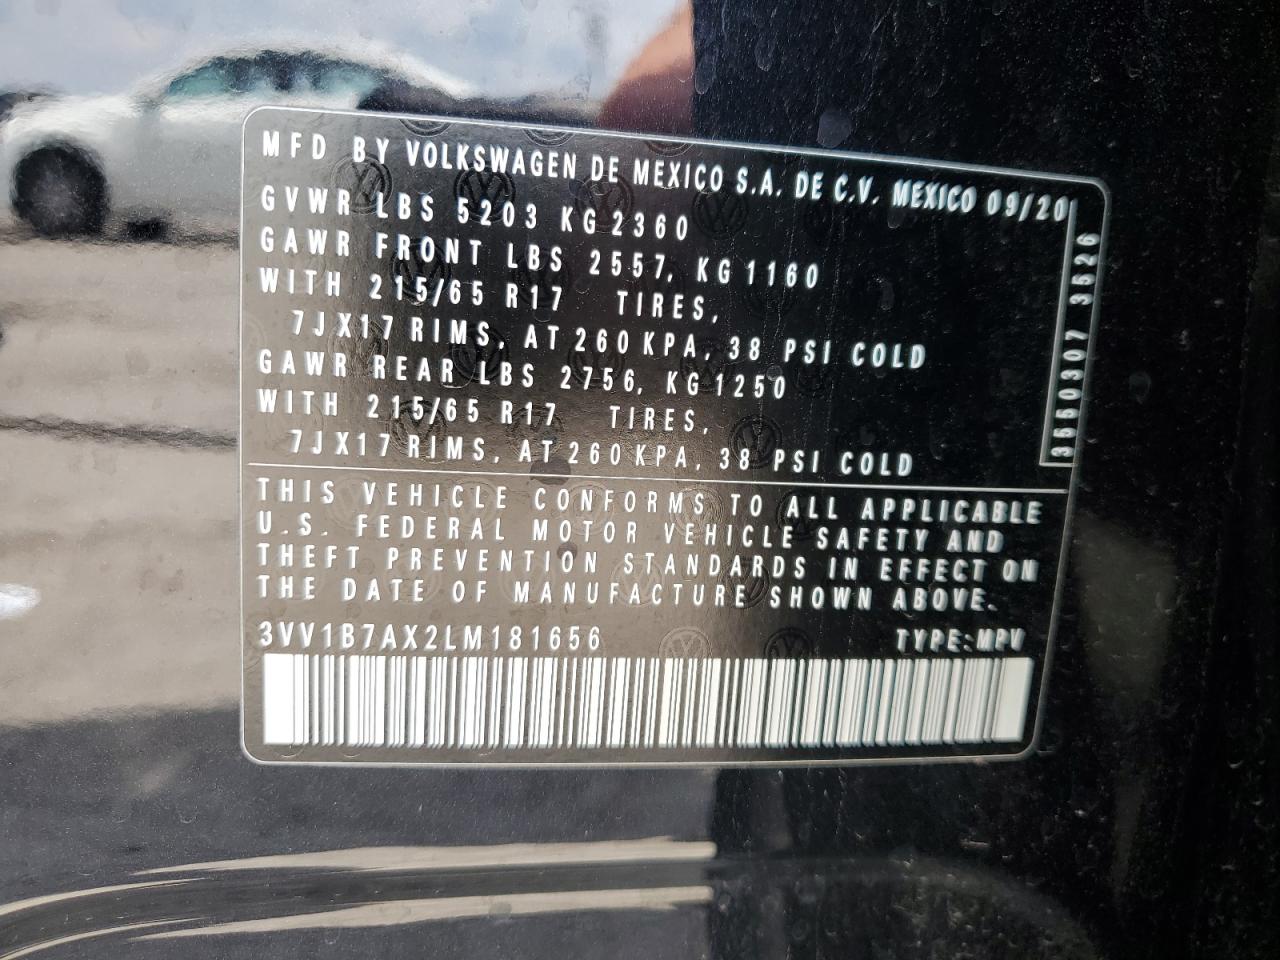 MFD BY VOLKSWAGEN DE MEXICO S.A. DE C.V. MEXICO 09/20
GVWR LBS 5203 KG 2360
GAWR FRONT LBS 2557, KG 1160
WITH 215/65 R17 TIRES,
7JX17 RIMS, AT 260 KPA, 38 PSI COLD
GAWR REAR LBS 2756, KG 1250
WITH 215/65 R17 TIRES,
7JX17 RIMS, AT 260 KPA, 38 PSI COLD
3550307 3526
THIS VEHICLE CONFORMS TO ALL APPLICABLE
U.S. FEDERAL MOTOR VEHICLE SAFETY AND
THEFT PREVENTION STANDARDS IN EFFECT ON
THE DATE OF MANUFACTURE SHOWN ABOVE.
3VV1B7AX2LM181656 TYPE:MPV